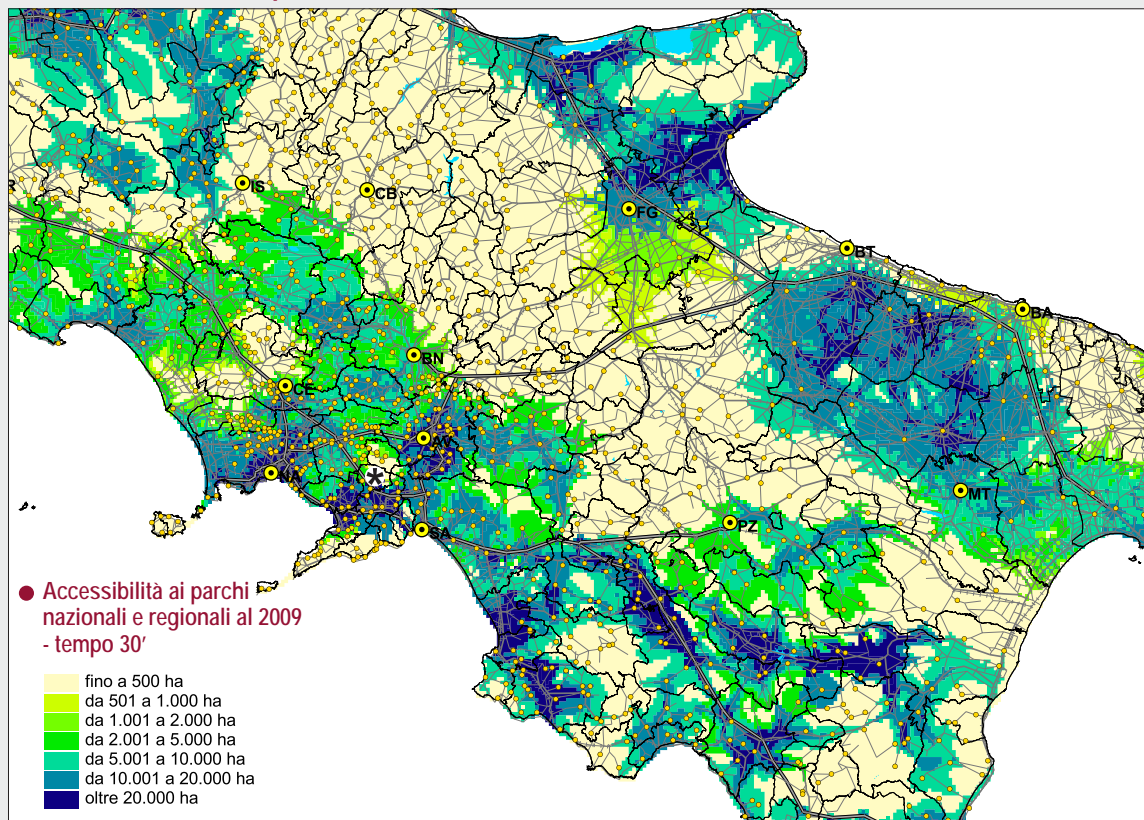 IS
CB
FG
BT
BA
BN
CE
AV
NA
MT
PZ
SA
● Accessibilità ai parchi
nazionali e regionali al 2009
- tempo 30'
fino a 500 ha
da 501 a 1.000 ha
da 1.001 a 2.000 ha
da 2.001 a 5.000 ha
da 5.001 a 10.000 ha
da 10.001 a 20.000 ha
oltre 20.000 ha